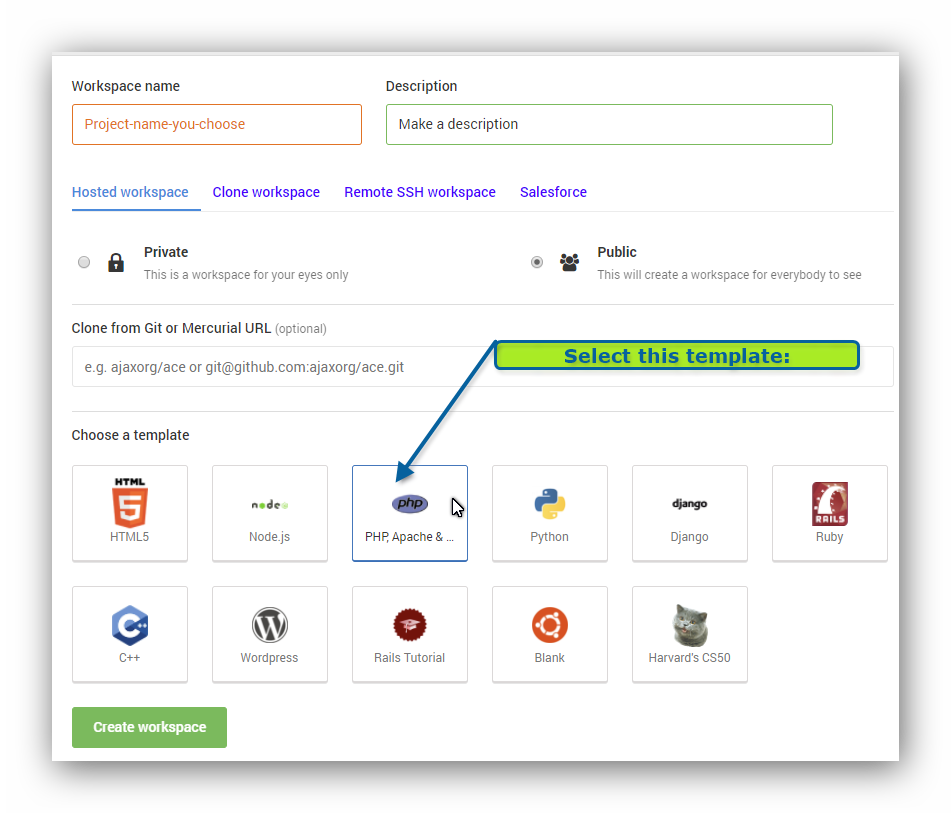 Workspace name
Description
Project-name-you-choose
Make a description
Hosted workspace
Clone workspace
Remote SSH workspace
Salesforce
Private
This is a workspace for your eyes only
Public
This will create a workspace for everybody to see
Clone from Git or Mercurial URL (optional)
Select this template:
e.g. ajaxorg/ace or git@github.com:ajaxorg/ace.git
Choose a template
HTML
5
HTML5
node
Node.js
php
PHP, Apache & ...
Python
django
Django
RAILS
Ruby
C++
C++
W
Wordpress
Rails Tutorial
Blank
Harvard's CS50
Create workspace